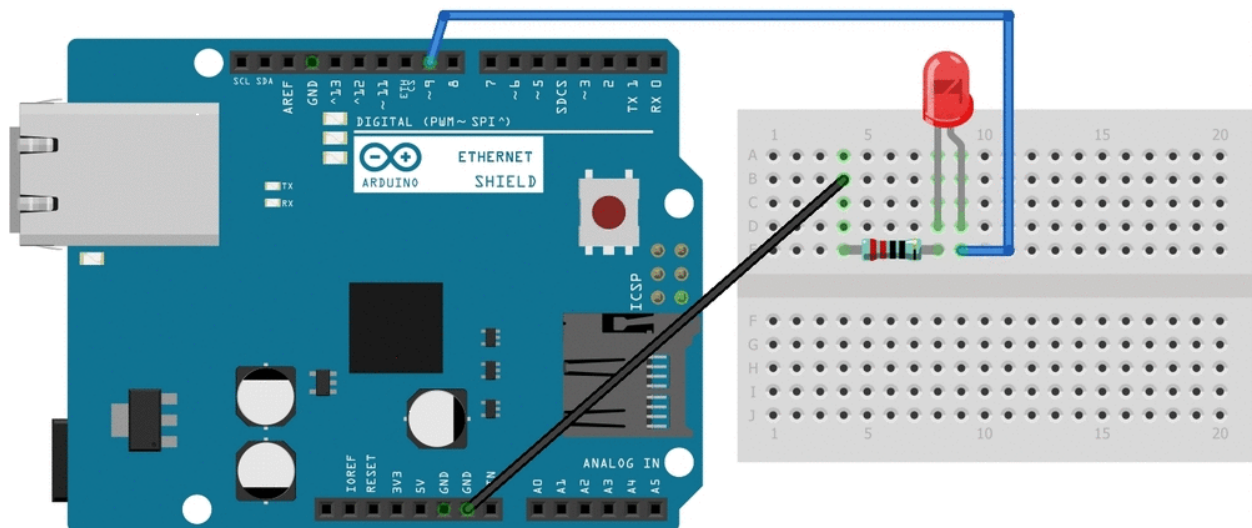 SCL SDA
AREF
GND
^13
^12
~11
ETH CS
~9
8
7
~6
~5
SDCS
~3
2
TX 1
RX 0
DIGITAL (PWM~ SPI^)
ARDUINO
ETHERNET
SHIELD
TX
RX
ICSP
IOREF
RESET
3V3
5V
GND
GND
ANALOG IN
A0
A1
A2
A3
A4
A5
1 5 10 15 20
A
B
C
D
F
G
H
I
J
1 5 10 15 20